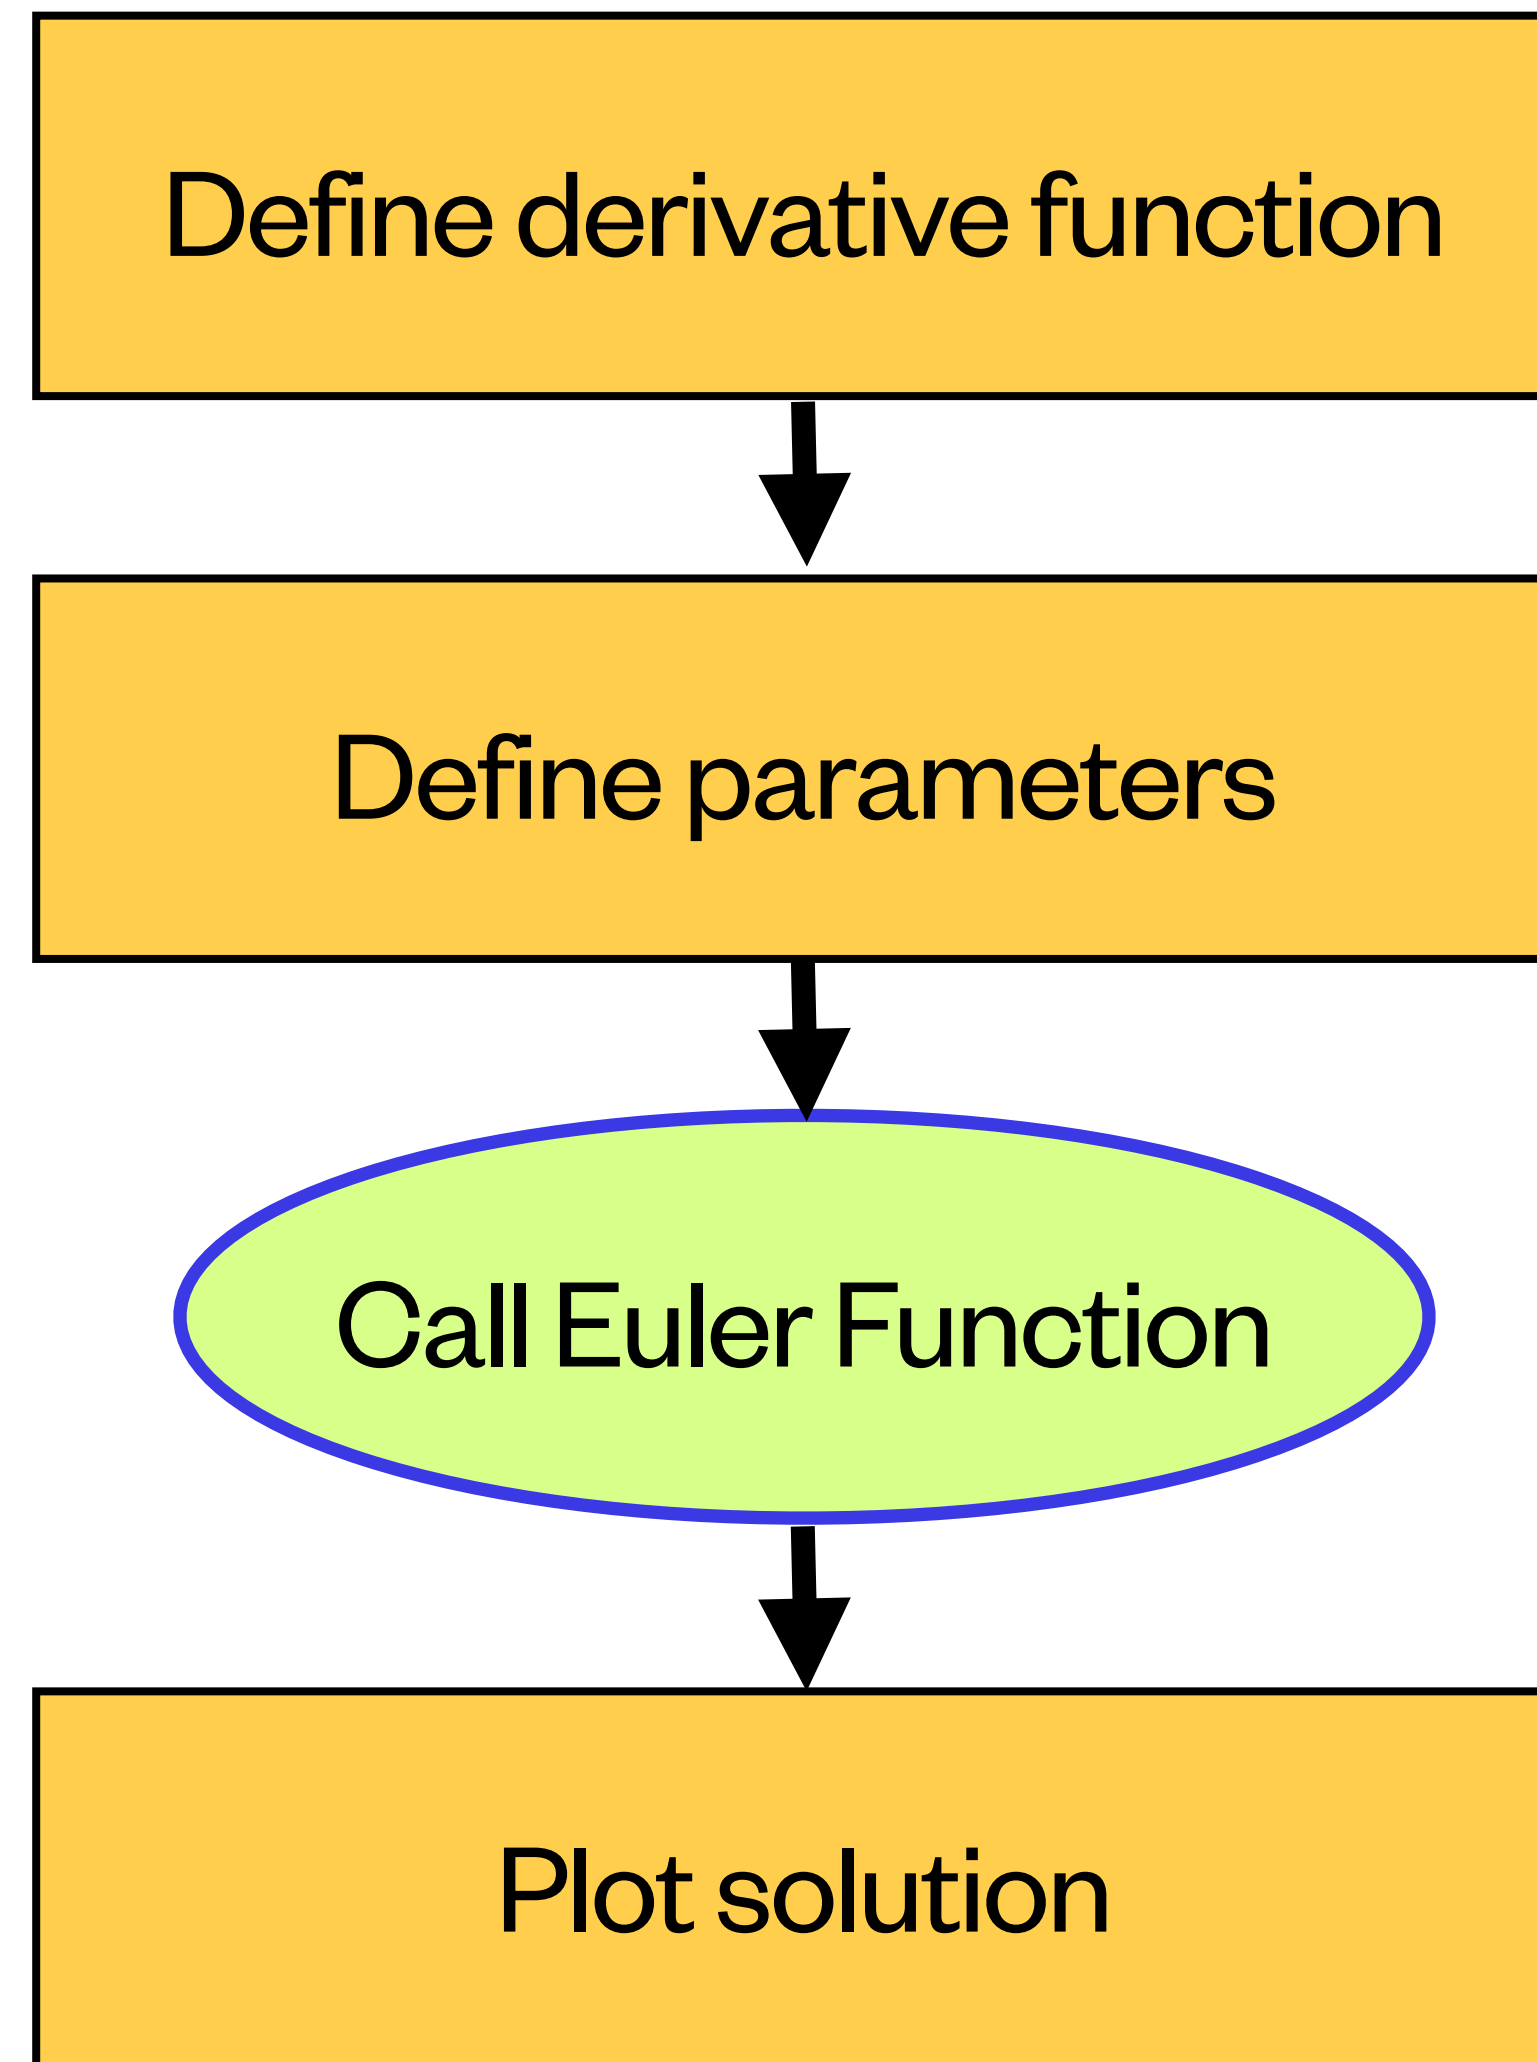 Define derivative function
Define parameters
Call Euler Function
Plot solution